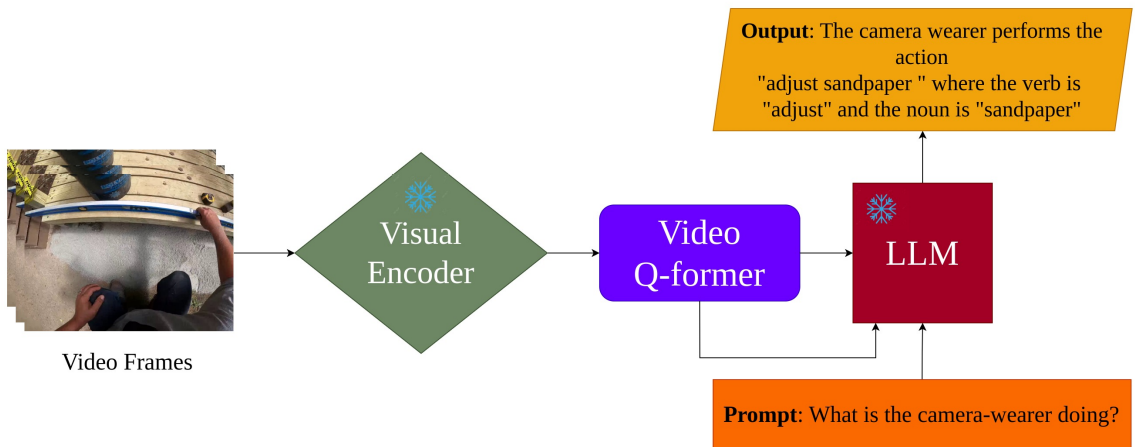 Output: The camera wearer performs the
action
"adjust sandpaper " where the verb is
"adjust" and the noun is "sandpaper"
Visual
Encoder
Video
Q-former
LLM
Video Frames
Prompt: What is the camera-wearer doing?